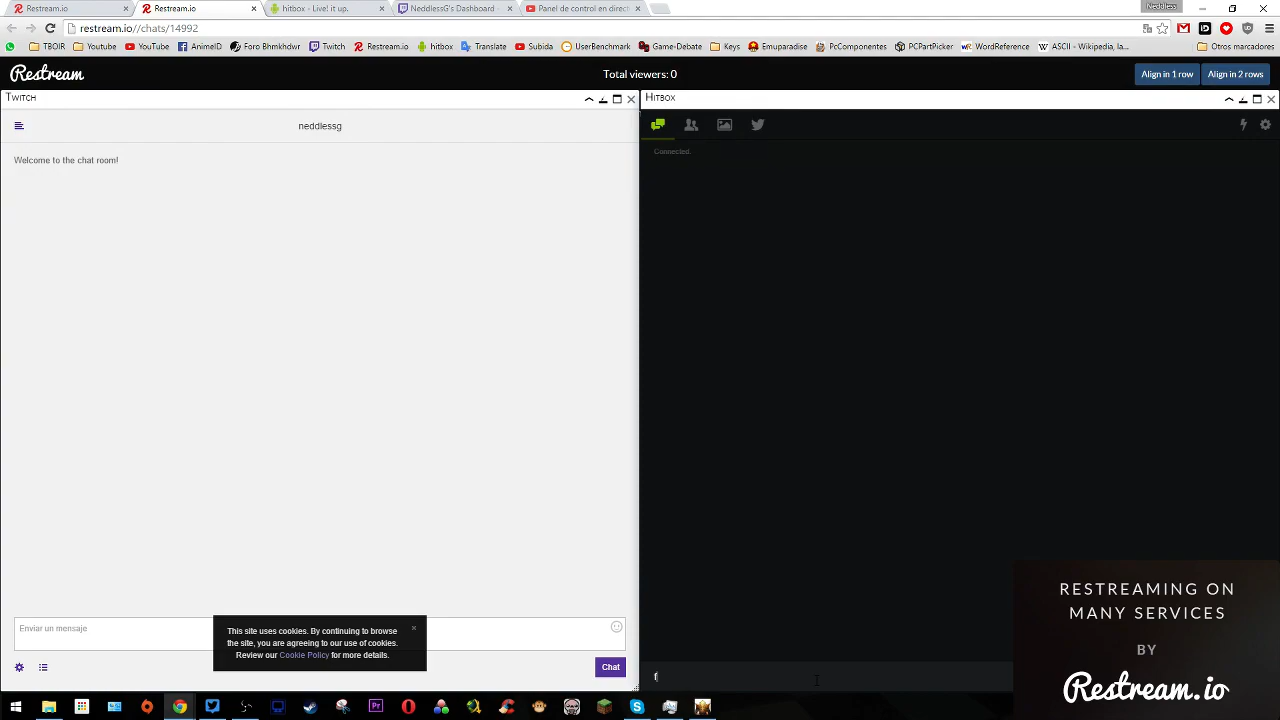 Restream.io
Restream.io
hitbox - Live! it up.
NeddlessG's Dashboard -
Panel de control en direct
Neddless
restream.io//chats/14992
TBOIR
Youtube
YouTube
AnimeID
Foro Bhmkhdvr
Twitch
Restream.io
hitbox
Translate
Subida
UserBenchmark
Game-Debate
Keys
Emuparadise
PcComponentes
PCPartPicker
WordReference
ASCII - Wikipedia, la...
Otros marcadores
Restream
Total viewers: 0
Align in 1 row
Align in 2 rows
Twitch
Hitbox
neddlessg
Welcome to the chat room!
Connected.
Enviar un mensaje
This site uses cookies. By continuing to browse
the site, you are agreeing to our use of cookies.
Review our Cookie Policy for more details.
Chat
RESTREAMING ON
MANY SERVICES
BY
Restream.io